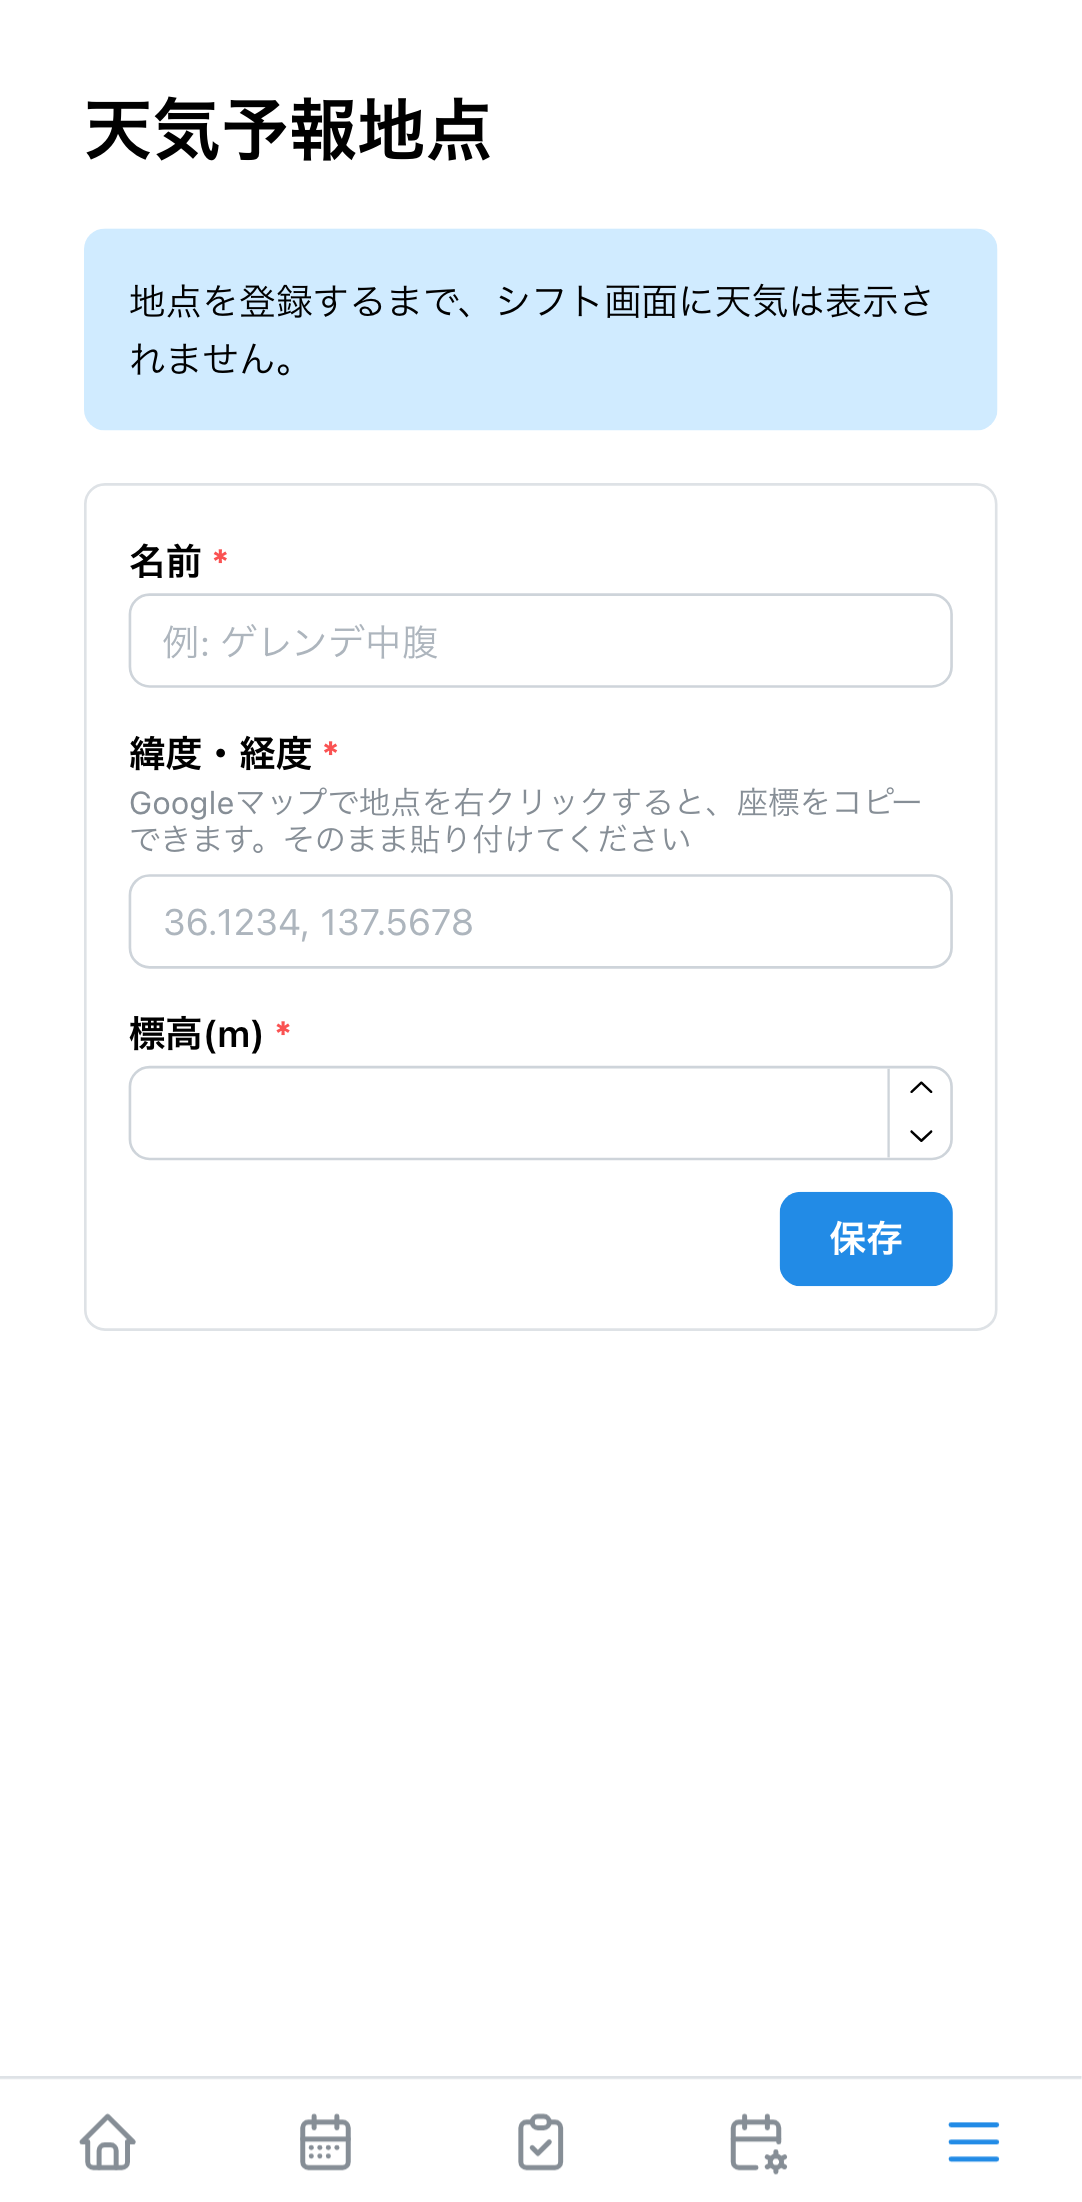 天気予報地点
地点を登録するまで、シフト画面に天気は表示さ
れません。
名前 *
例: ゲレンデ中腹
緯度・経度 *
Googleマップで地点を右クリックすると、座標をコピー
できます。そのまま貼り付けてください
36.1234, 137.5678
標高(m) *
保存